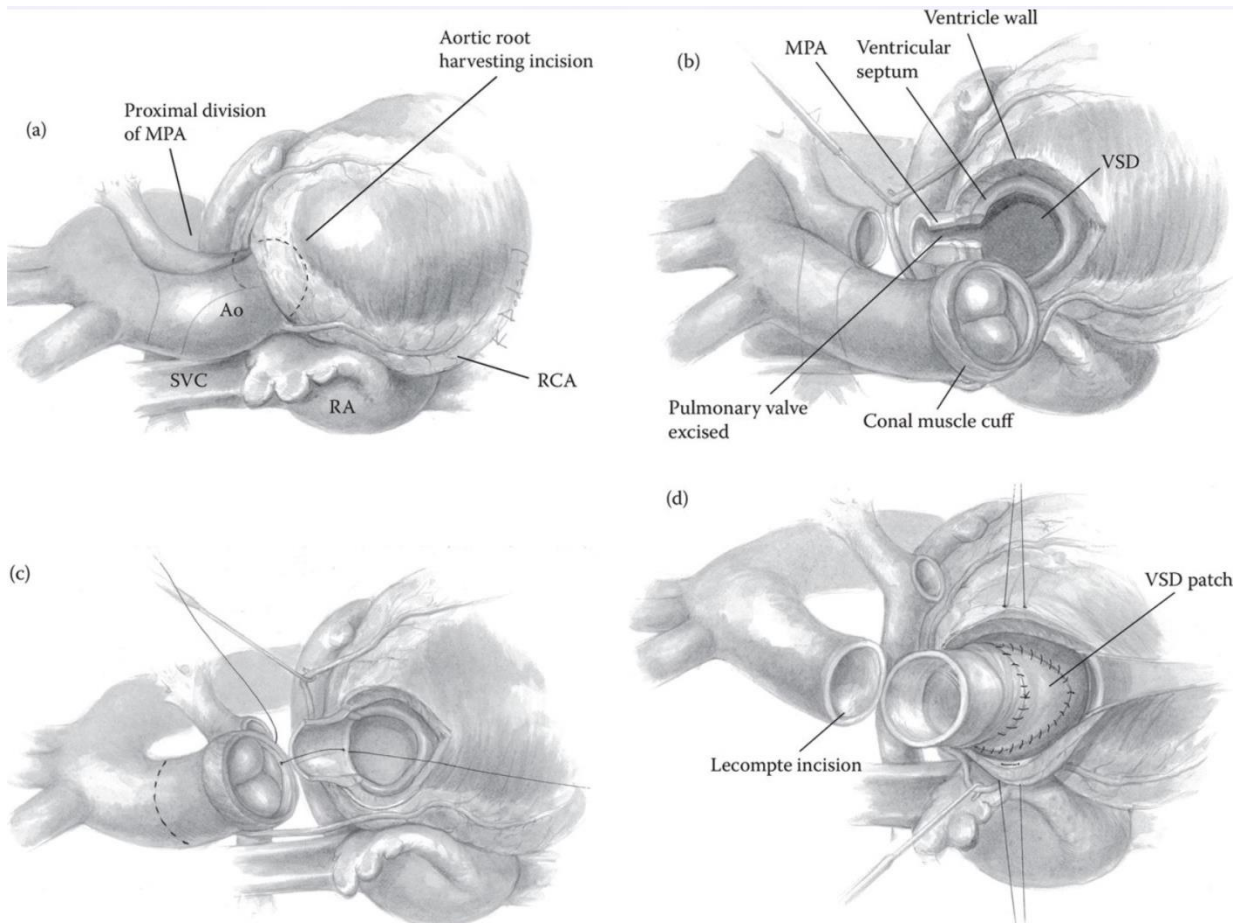 (a)
Aortic root
harvesting incision
Proximal division
of MPA
Ao
SVC
RA
RCA
(b)
Ventricle wall
MPA
Ventricular
septum
VSD
Pulmonary valve
excised
Conal muscle cuff
(c)
(d)
VSD patch
Lecompte incision